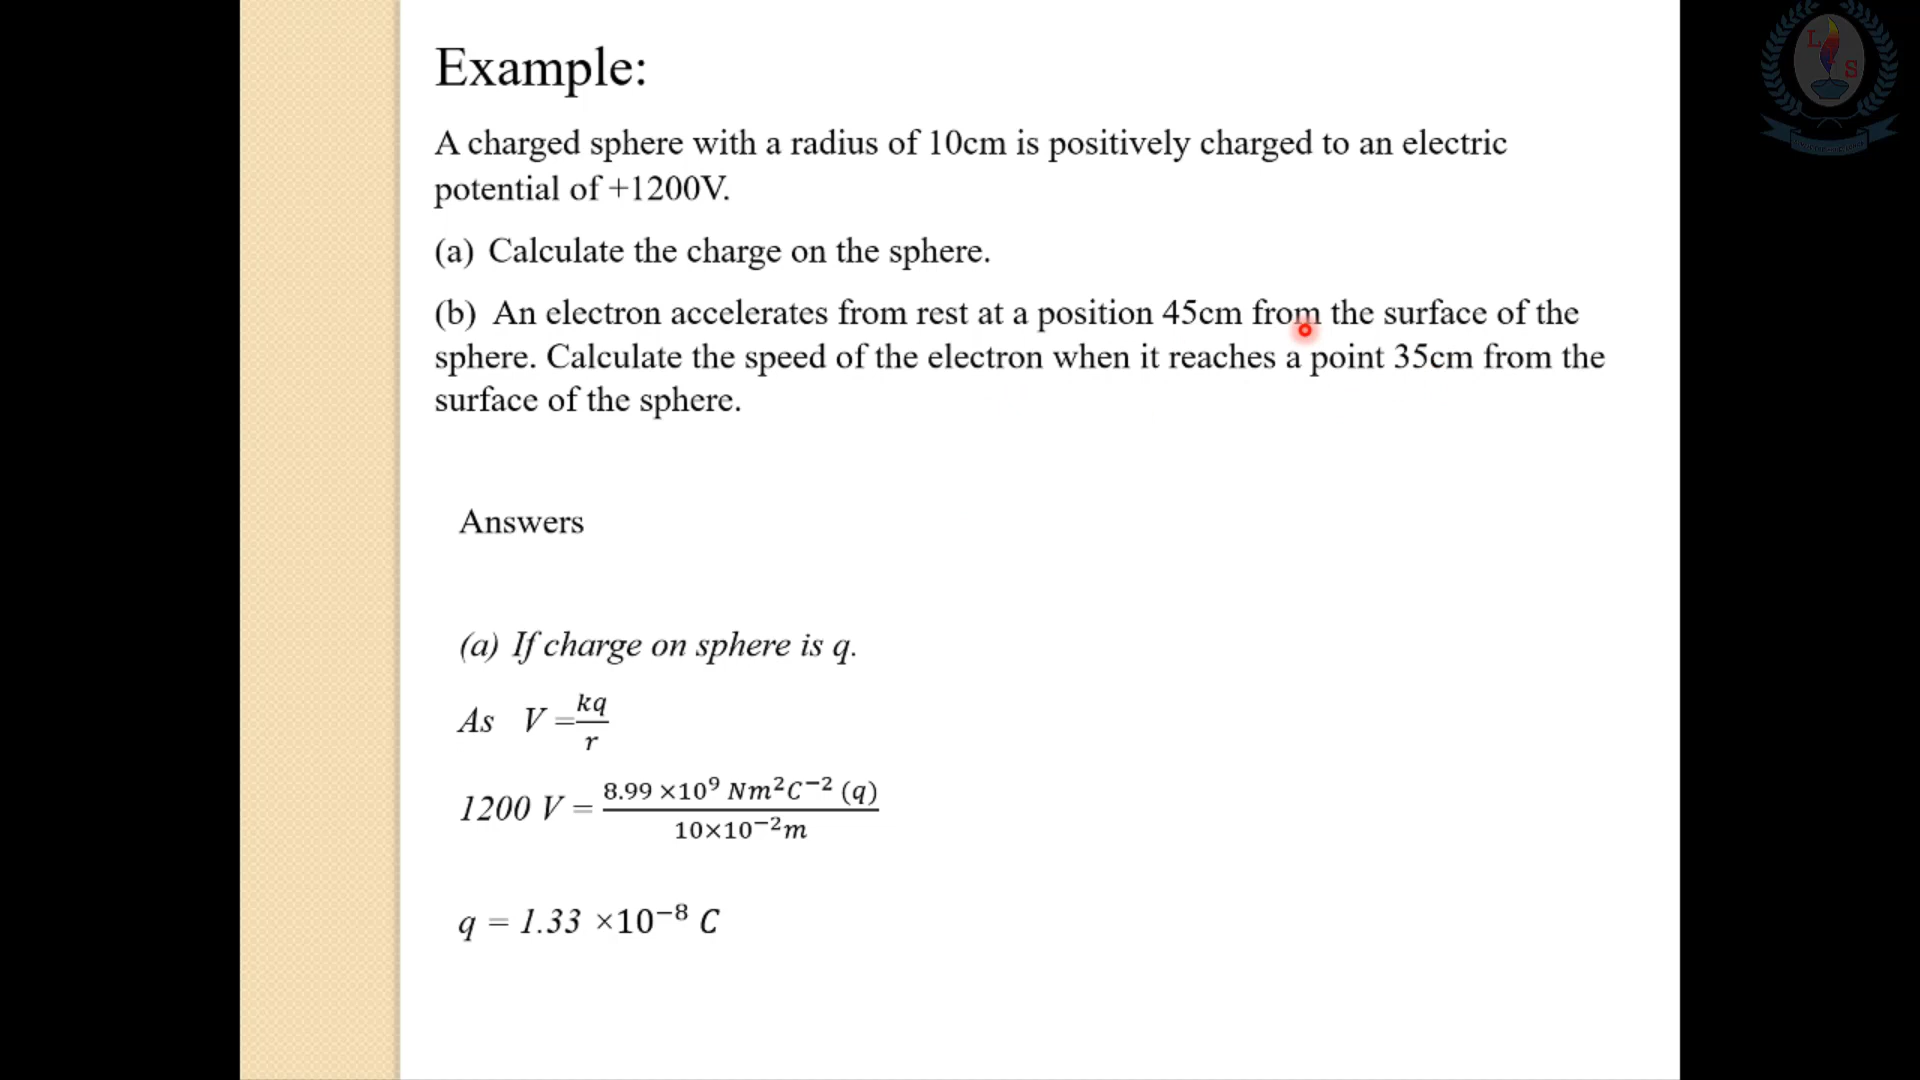 Example:
A charged sphere with a radius of 10cm is positively charged to an electric
potential of +1200V.
(a) Calculate the charge on the sphere.
(b) An electron accelerates from rest at a position 45cm from the surface of the
sphere. Calculate the speed of the electron when it reaches a point 35cm from the
surface of the sphere.
Answers
(a) If charge on sphere is q.
As V = kq/r
1200 V = 8.99 ×10⁹ Nm²C⁻² (q) / 10×10⁻²m
q = 1.33 ×10⁻⁸ C
L
S